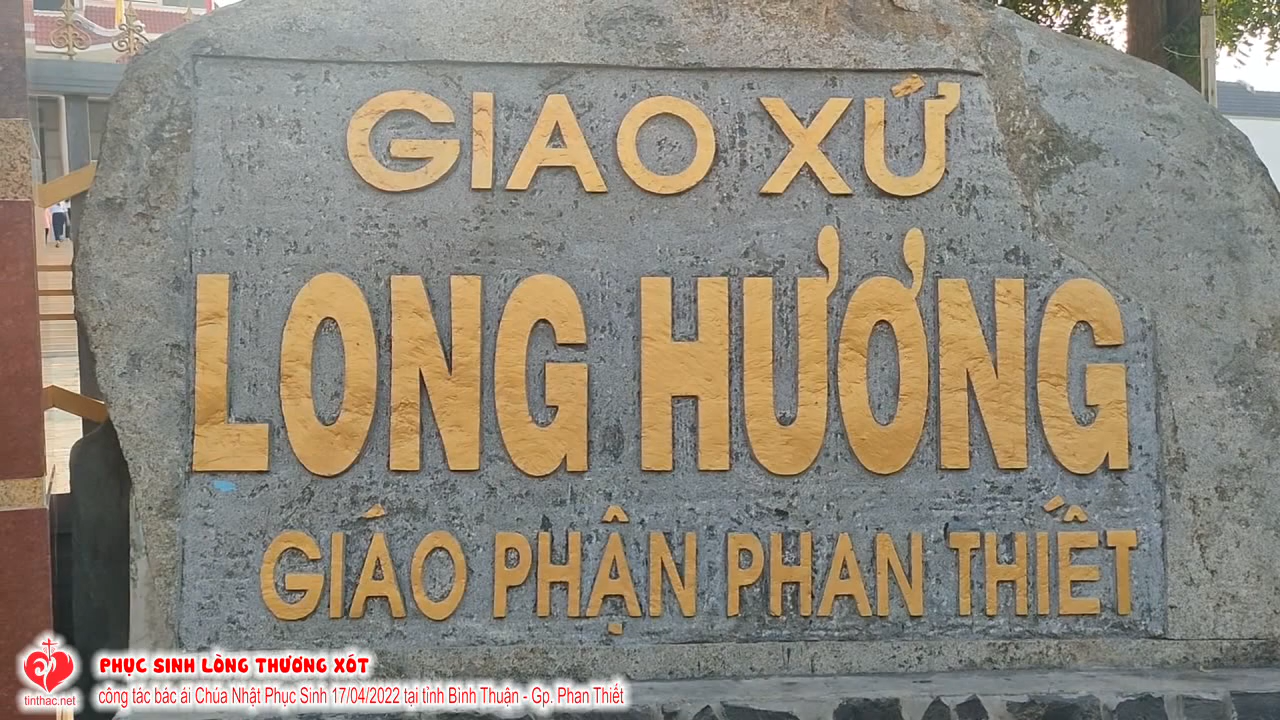 GIAO XỨ
LONG HƯƠNG
GIÁO PHẬN PHAN THIẾT
PHỤC SINH LÒNG THƯƠNG XÓT
công tác bác ái Chúa Nhật Phục Sinh 17/04/2022 tại tỉnh Bình Thuận - Gp. Phan Thiết
tinthac.net